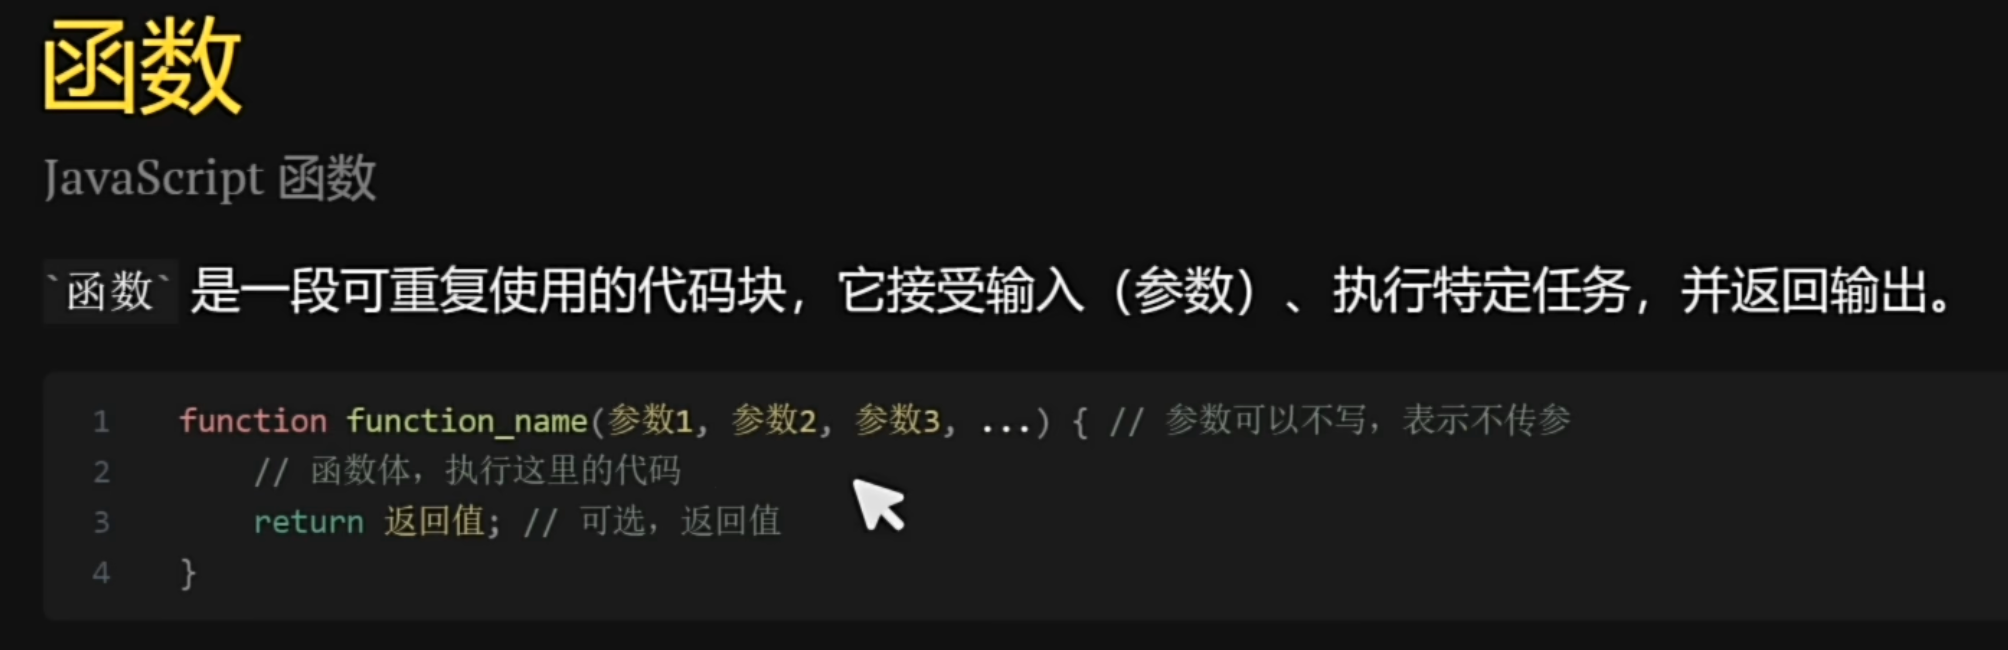 函数
JavaScript 函数
`函数` 是一段可重复使用的代码块，它接受输入（参数）、执行特定任务，并返回输出。
1 function function_name(参数1, 参数2, 参数3, ...) { // 参数可以不写，表示不传参
2 // 函数体，执行这里的代码
3 return 返回值; // 可选，返回值
4 }